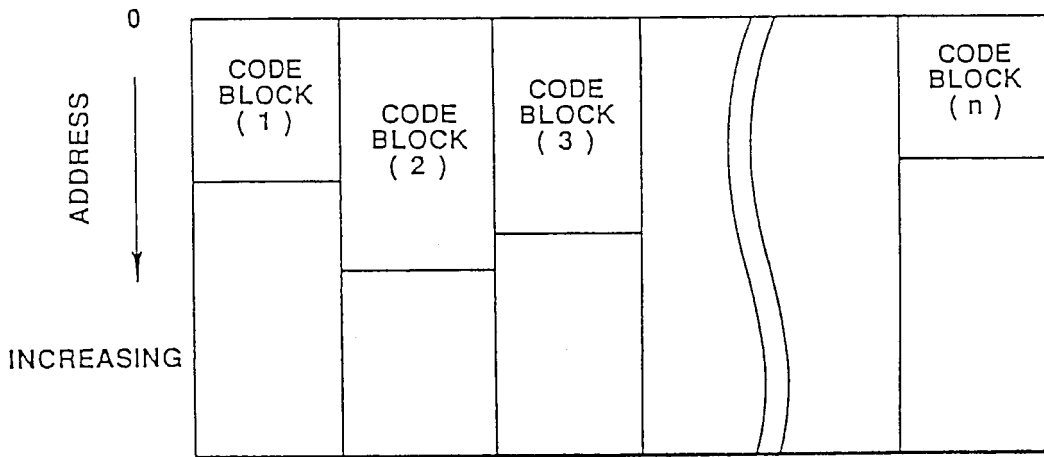 0
ADDRESS
INCREASING
CODE
BLOCK
( 1 )
CODE
BLOCK
( 2 )
CODE
BLOCK
( 3 )
CODE
BLOCK
( n )